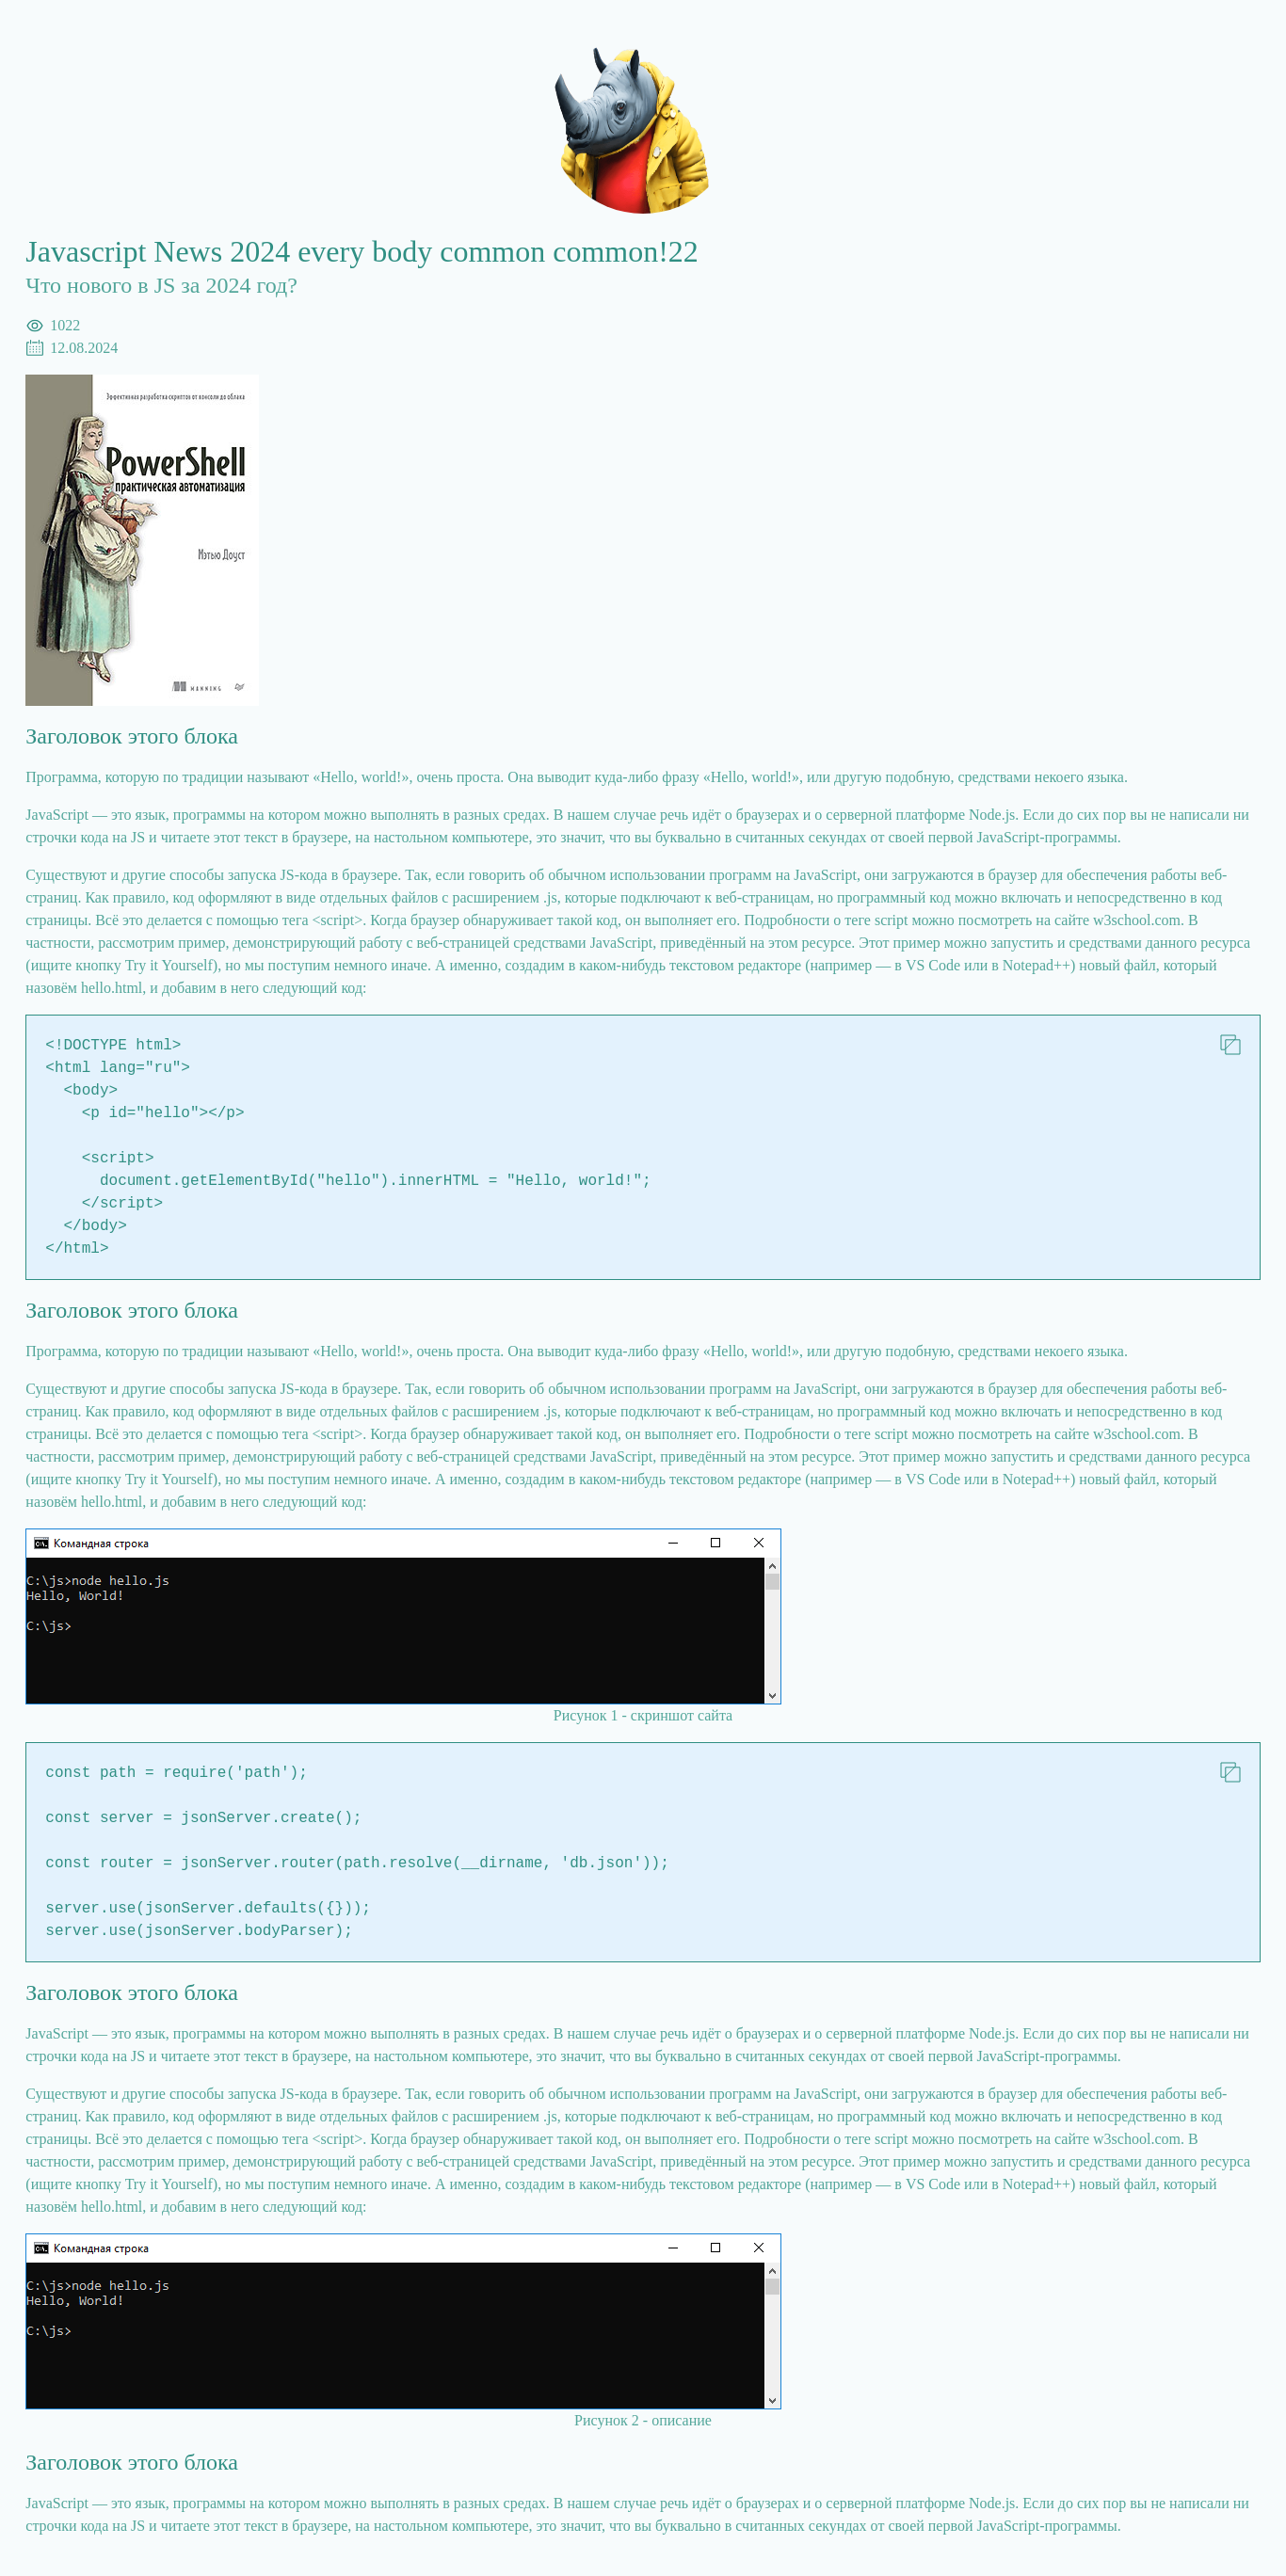 Javascript News 2024 every body common common!22
Что нового в JS за 2024 год?
1022
12.08.2024
Эффективная разработка скриптов от консоли до облака
PowerShell
практическая автоматизация
Мэтью Доуст
MANNING
Заголовок этого блока
Программа, которую по традиции называют «Hello, world!», очень проста. Она выводит куда-либо фразу «Hello, world!», или другую подобную, средствами некоего языка.
JavaScript — это язык, программы на котором можно выполнять в разных средах. В нашем случае речь идёт о браузерах и о серверной платформе Node.js. Если до сих пор вы не написали ни
строчки кода на JS и читаете этот текст в браузере, на настольном компьютере, это значит, что вы буквально в считанных секундах от своей первой JavaScript-программы.
Существуют и другие способы запуска JS-кода в браузере. Так, если говорить об обычном использовании программ на JavaScript, они загружаются в браузер для обеспечения работы веб-
страниц. Как правило, код оформляют в виде отдельных файлов с расширением .js, которые подключают к веб-страницам, но программный код можно включать и непосредственно в код
страницы. Всё это делается с помощью тега <script>. Когда браузер обнаруживает такой код, он выполняет его. Подробности о теге script можно посмотреть на сайте w3school.com. В
частности, рассмотрим пример, демонстрирующий работу с веб-страницей средствами JavaScript, приведённый на этом ресурсе. Этот пример можно запустить и средствами данного ресурса
(ищите кнопку Try it Yourself), но мы поступим немного иначе. А именно, создадим в каком-нибудь текстовом редакторе (например — в VS Code или в Notepad++) новый файл, который
назовём hello.html, и добавим в него следующий код:
<!DOCTYPE html>
<html lang="ru">
  <body>
    <p id="hello"></p>
    <script>
      document.getElementById("hello").innerHTML = "Hello, world!";
    </script>
  </body>
</html>
Заголовок этого блока
Программа, которую по традиции называют «Hello, world!», очень проста. Она выводит куда-либо фразу «Hello, world!», или другую подобную, средствами некоего языка.
Существуют и другие способы запуска JS-кода в браузере. Так, если говорить об обычном использовании программ на JavaScript, они загружаются в браузер для обеспечения работы веб-
страниц. Как правило, код оформляют в виде отдельных файлов с расширением .js, которые подключают к веб-страницам, но программный код можно включать и непосредственно в код
страницы. Всё это делается с помощью тега <script>. Когда браузер обнаруживает такой код, он выполняет его. Подробности о теге script можно посмотреть на сайте w3school.com. В
частности, рассмотрим пример, демонстрирующий работу с веб-страницей средствами JavaScript, приведённый на этом ресурсе. Этот пример можно запустить и средствами данного ресурса
(ищите кнопку Try it Yourself), но мы поступим немного иначе. А именно, создадим в каком-нибудь текстовом редакторе (например — в VS Code или в Notepad++) новый файл, который
назовём hello.html, и добавим в него следующий код:
Командная строка
C:\js>node hello.js
Hello, World!
C:\js>
Рисунок 1 - скриншот сайта
const path = require('path');
const server = jsonServer.create();
const router = jsonServer.router(path.resolve(__dirname, 'db.json'));
server.use(jsonServer.defaults({}));
server.use(jsonServer.bodyParser);
Заголовок этого блока
JavaScript — это язык, программы на котором можно выполнять в разных средах. В нашем случае речь идёт о браузерах и о серверной платформе Node.js. Если до сих пор вы не написали ни
строчки кода на JS и читаете этот текст в браузере, на настольном компьютере, это значит, что вы буквально в считанных секундах от своей первой JavaScript-программы.
Существуют и другие способы запуска JS-кода в браузере. Так, если говорить об обычном использовании программ на JavaScript, они загружаются в браузер для обеспечения работы веб-
страниц. Как правило, код оформляют в виде отдельных файлов с расширением .js, которые подключают к веб-страницам, но программный код можно включать и непосредственно в код
страницы. Всё это делается с помощью тега <script>. Когда браузер обнаруживает такой код, он выполняет его. Подробности о теге script можно посмотреть на сайте w3school.com. В
частности, рассмотрим пример, демонстрирующий работу с веб-страницей средствами JavaScript, приведённый на этом ресурсе. Этот пример можно запустить и средствами данного ресурса
(ищите кнопку Try it Yourself), но мы поступим немного иначе. А именно, создадим в каком-нибудь текстовом редакторе (например — в VS Code или в Notepad++) новый файл, который
назовём hello.html, и добавим в него следующий код:
Командная строка
C:\js>node hello.js
Hello, World!
C:\js>
Рисунок 2 - описание
Заголовок этого блока
JavaScript — это язык, программы на котором можно выполнять в разных средах. В нашем случае речь идёт о браузерах и о серверной платформе Node.js. Если до сих пор вы не написали ни
строчки кода на JS и читаете этот текст в браузере, на настольном компьютере, это значит, что вы буквально в считанных секундах от своей первой JavaScript-программы.